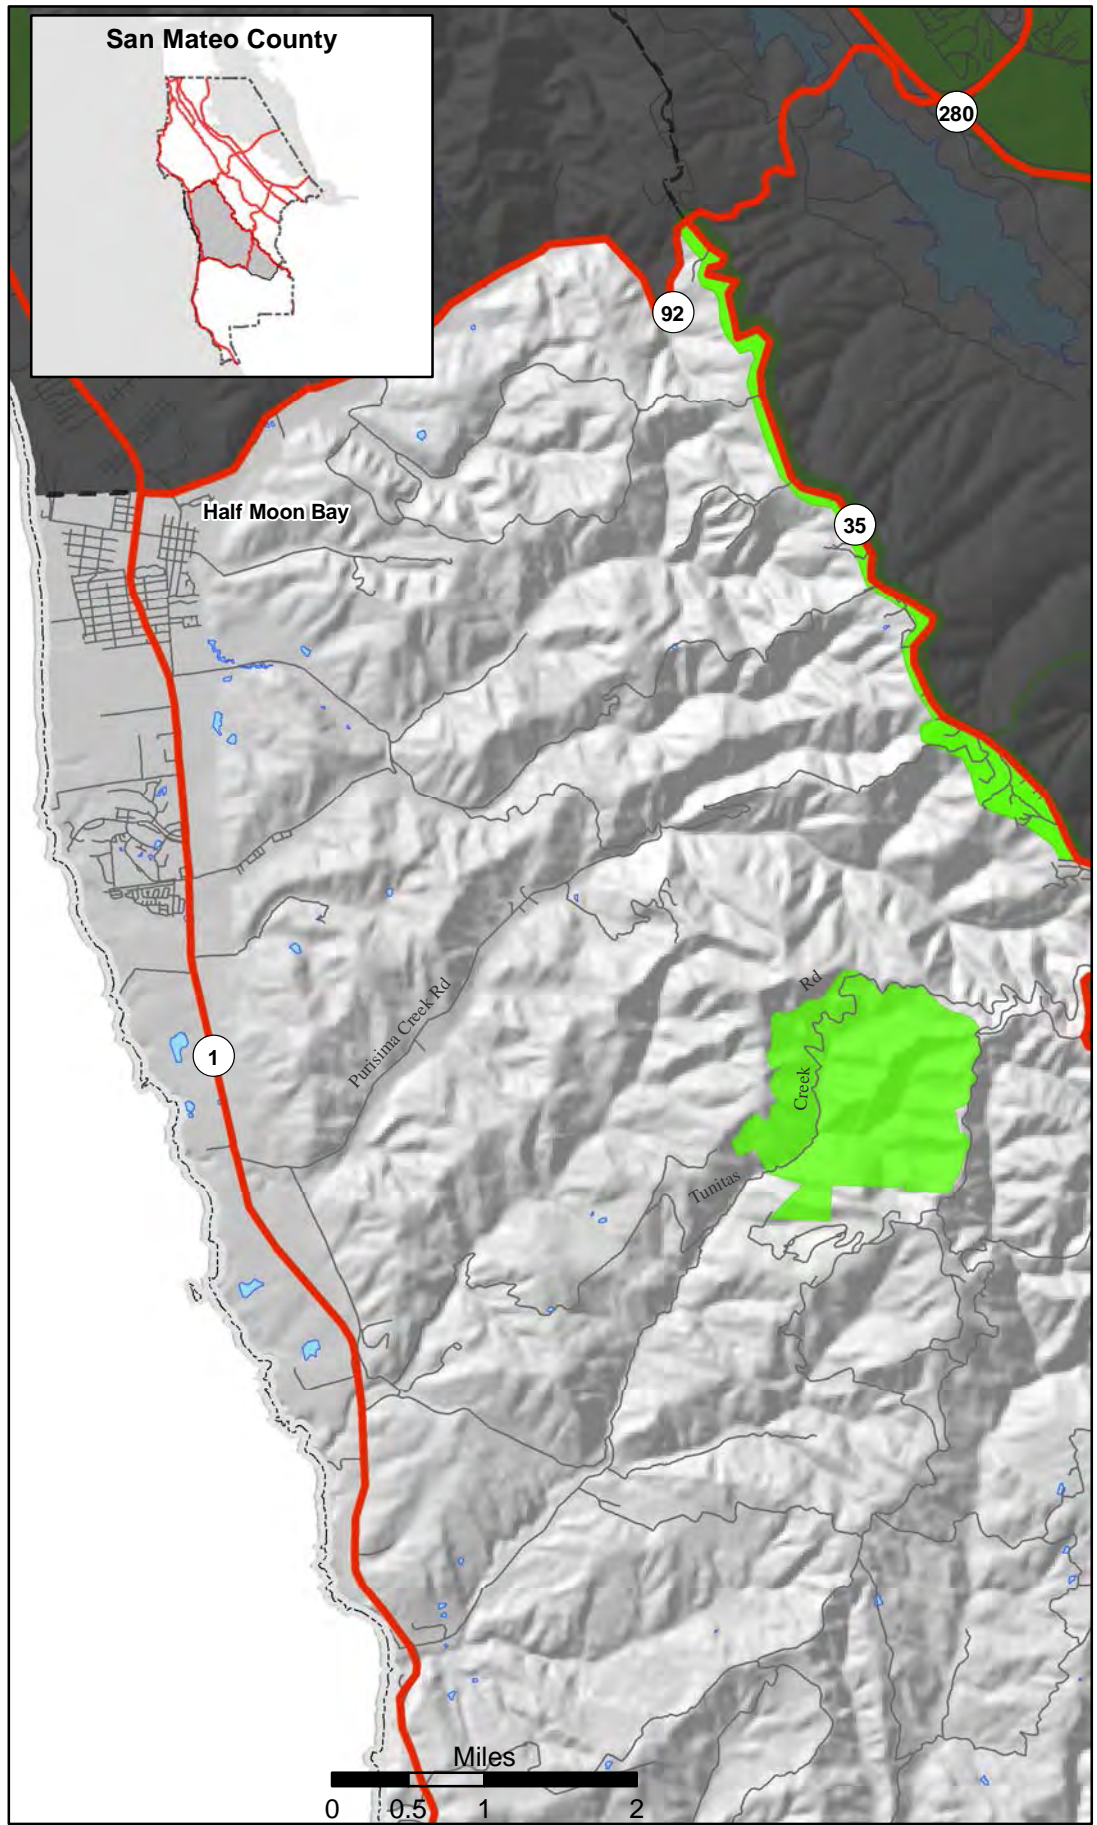 San Mateo County
280
92
35
Half Moon Bay
Rd
Creek
Purisima Creek Rd
1
Tunitas
Miles
0 0.5 1 2